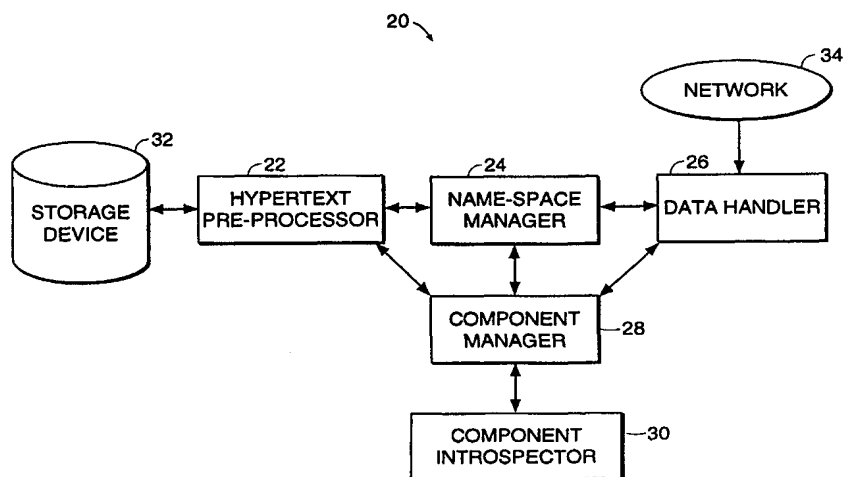 20
34
NETWORK
32
22
24
26
STORAGE
DEVICE
HYPERTEXT
PRE-PROCESSOR
NAME-SPACE
MANAGER
DATA HANDLER
COMPONENT
MANAGER
28
COMPONENT
INTROSPECTOR
30